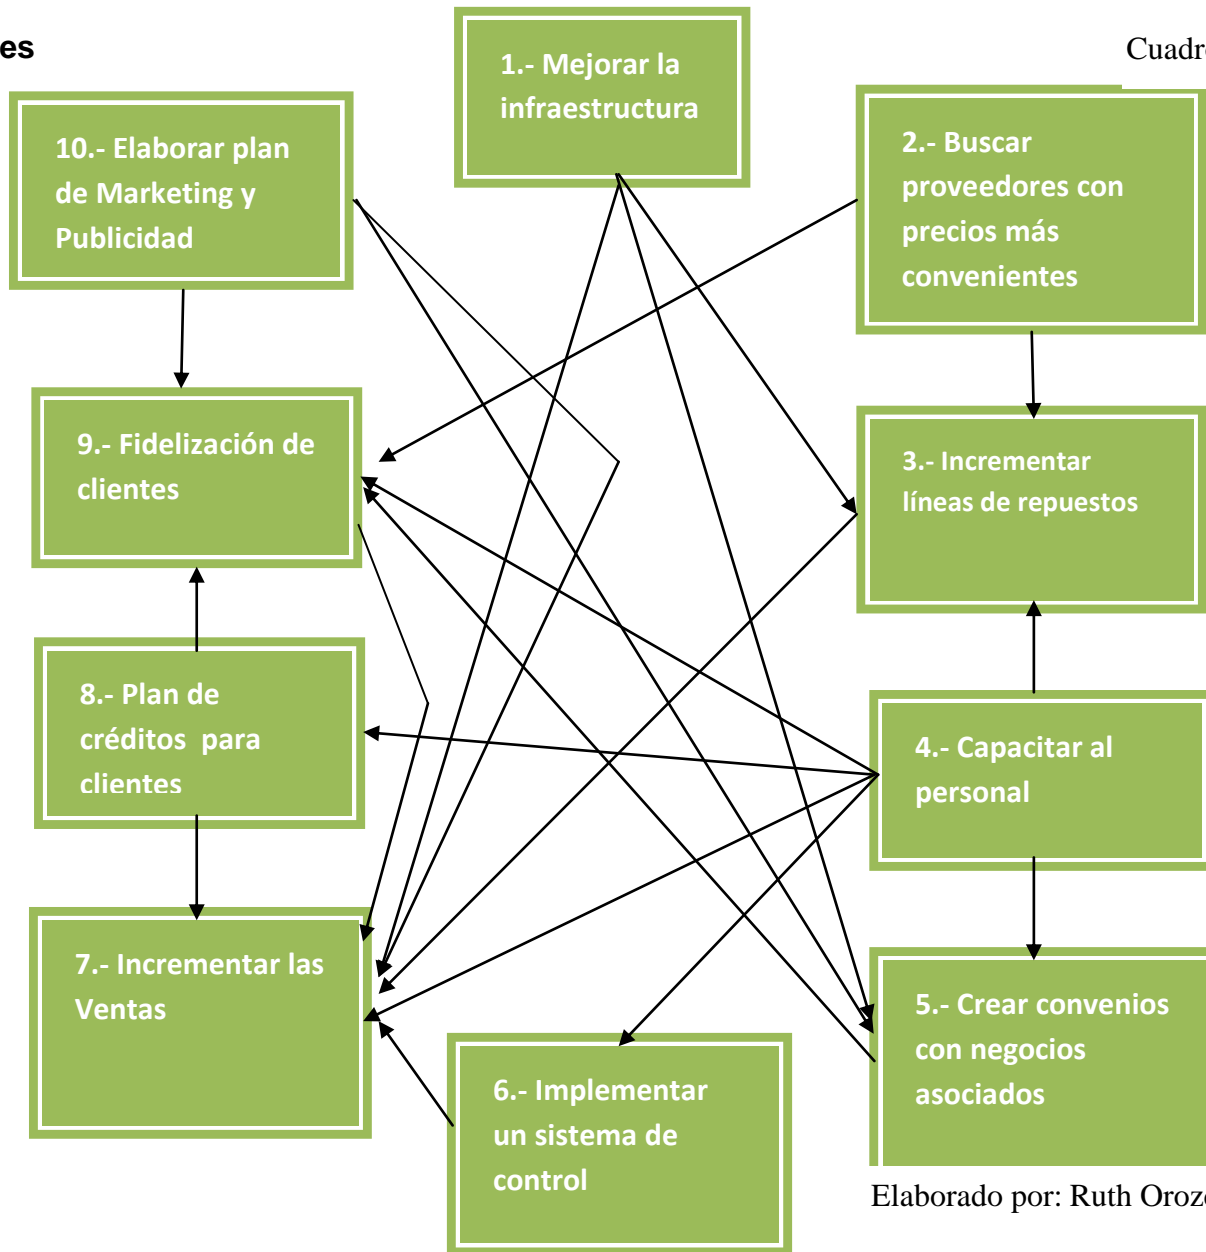 es
Cuadro
1.- Mejorar la
infraestructura
10.- Elaborar plan
de Marketing y
Publicidad
2.- Buscar
proveedores con
precios más
convenientes
9.- Fidelización de
clientes
3.- Incrementar
líneas de repuestos
8.- Plan de
créditos para
clientes
4.- Capacitar al
personal
7.- Incrementar las
Ventas
5.- Crear convenios
con negocios
asociados
6.- Implementar
un sistema de
control
Elaborado por: Ruth Orozc